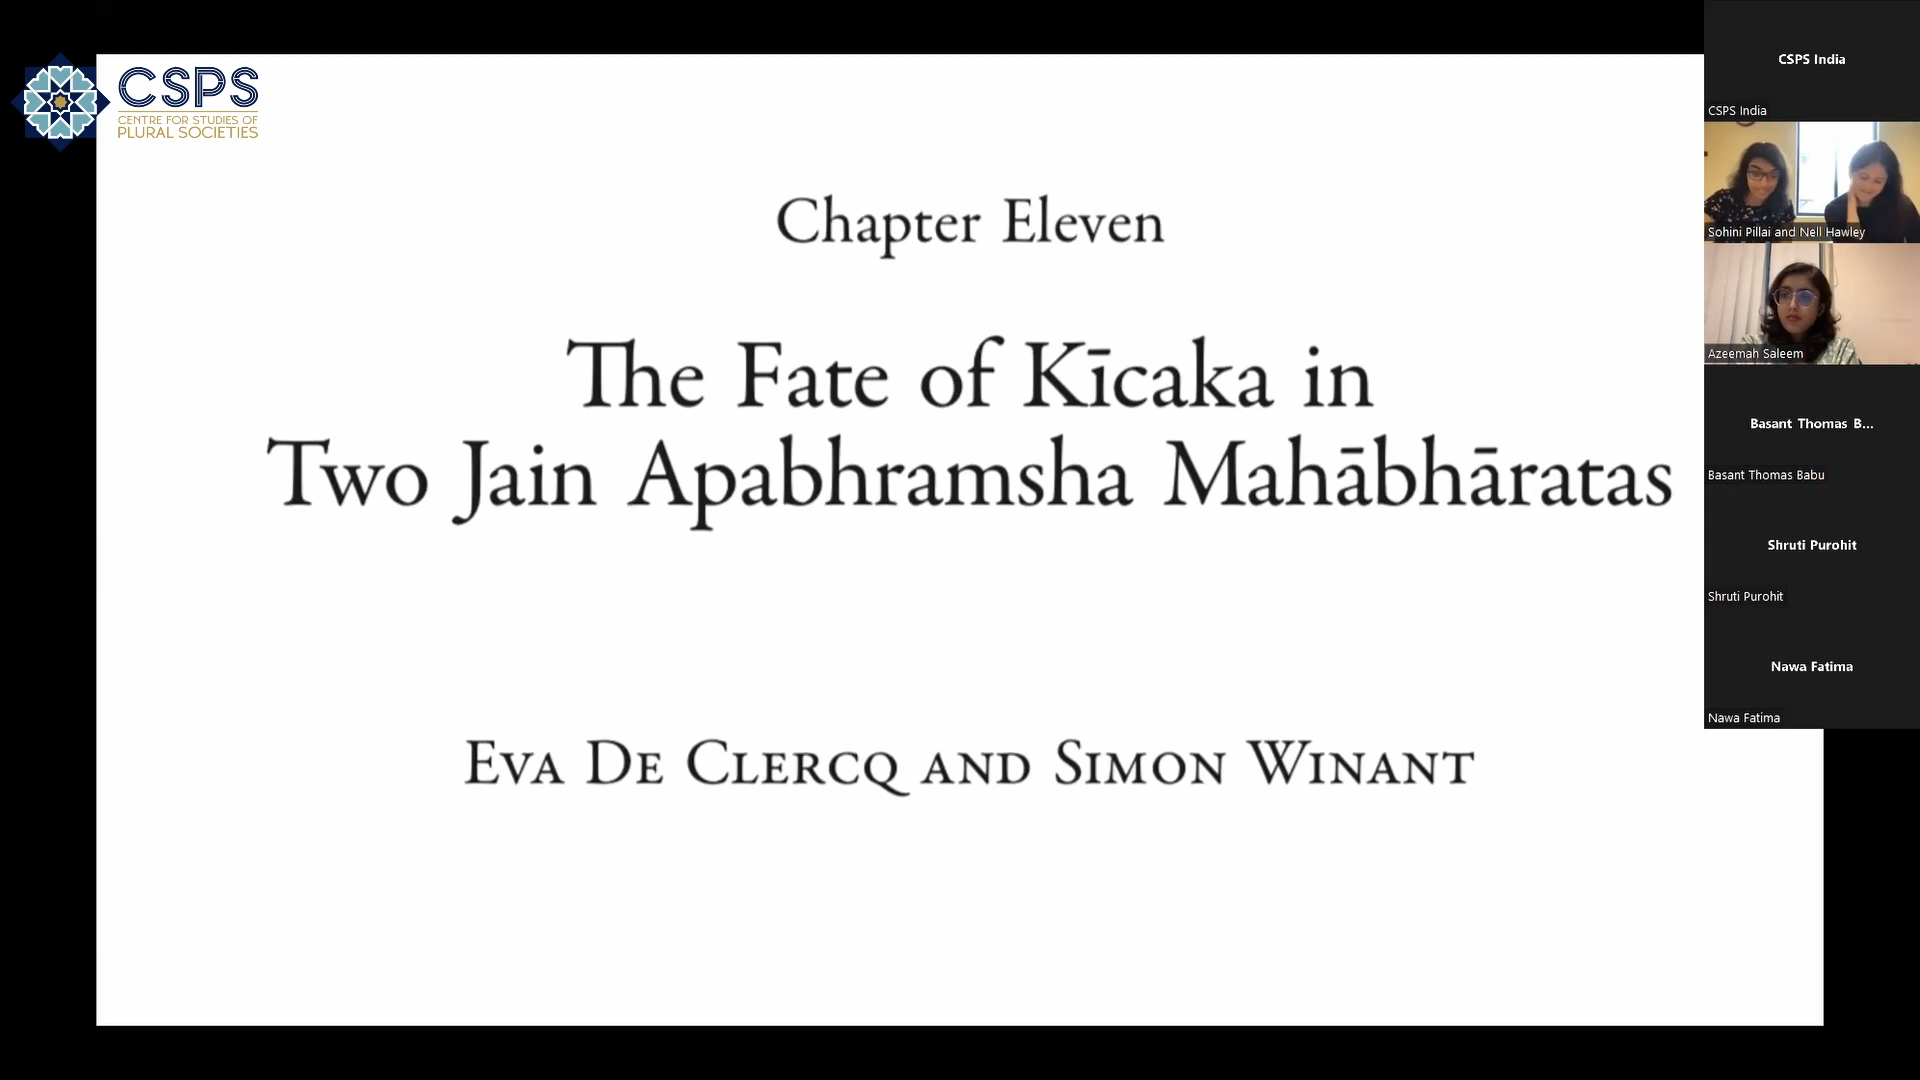 CSPS
CENTRE FOR STUDIES OF
PLURAL SOCIETIES
Chapter Eleven
The Fate of Kīcaka in
Two Jain Apabhramsha Mahābhāratas
EVA DE CLERCQ AND SIMON WINANT
CSPS India
CSPS India
Sohini Pillai and Nell Hawley
Azeemah Saleem
Basant Thomas B...
Basant Thomas Babu
Shruti Purohit
Shruti Purohit
Nawa Fatima
Nawa Fatima